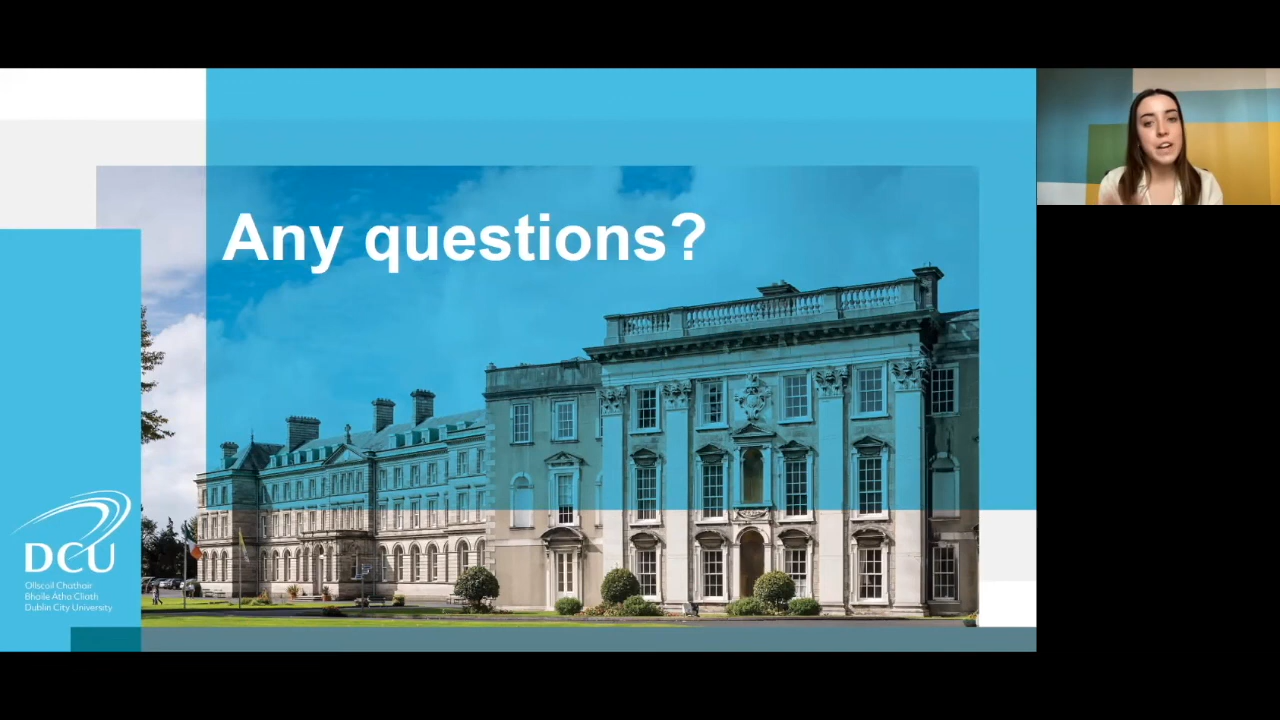 Any questions?
DCU
Ollscoil Chathair
Bhaile Átha Cliath
Dublin City University